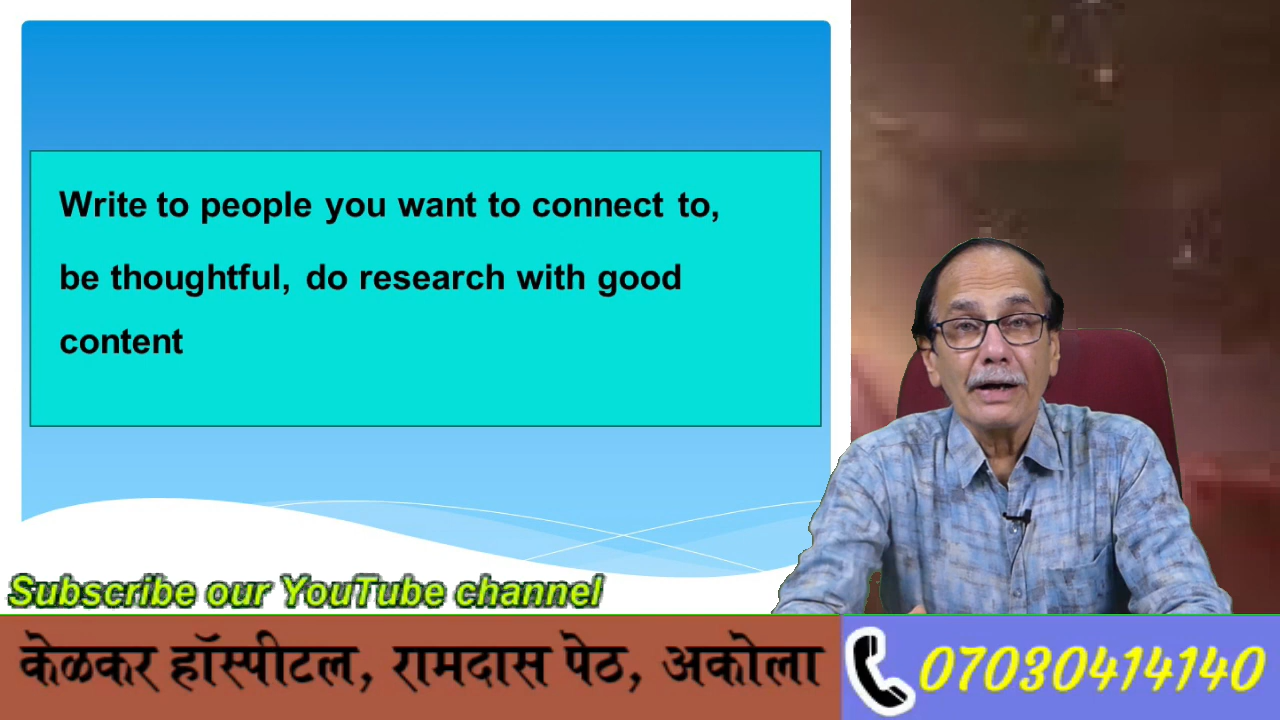 Write to people you want to connect to,
be thoughtful, do research with good
content
Subscribe our YouTube channel
केळकर हॉस्पीटल, रामदास पेठ, अकोला
07030414140